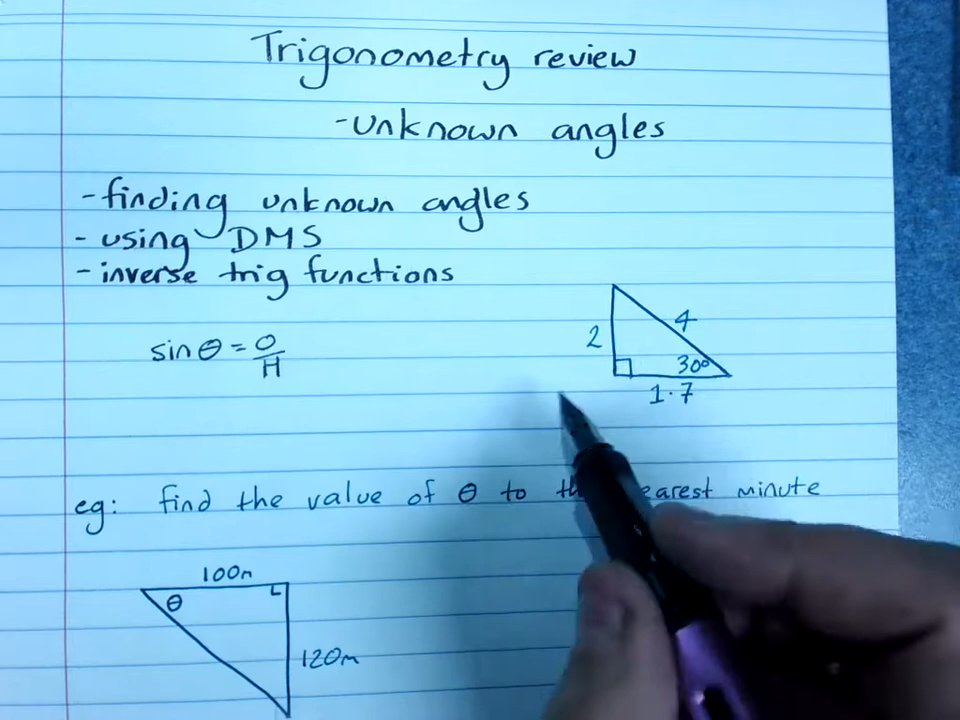 Trigonometry review
-unknown angles
-finding unknown angles
- using DMS
- inverse trig functions
sin θ = O/H
2
4
30°
1.7
eg: find the value of θ to earest minute
100m
θ
120m